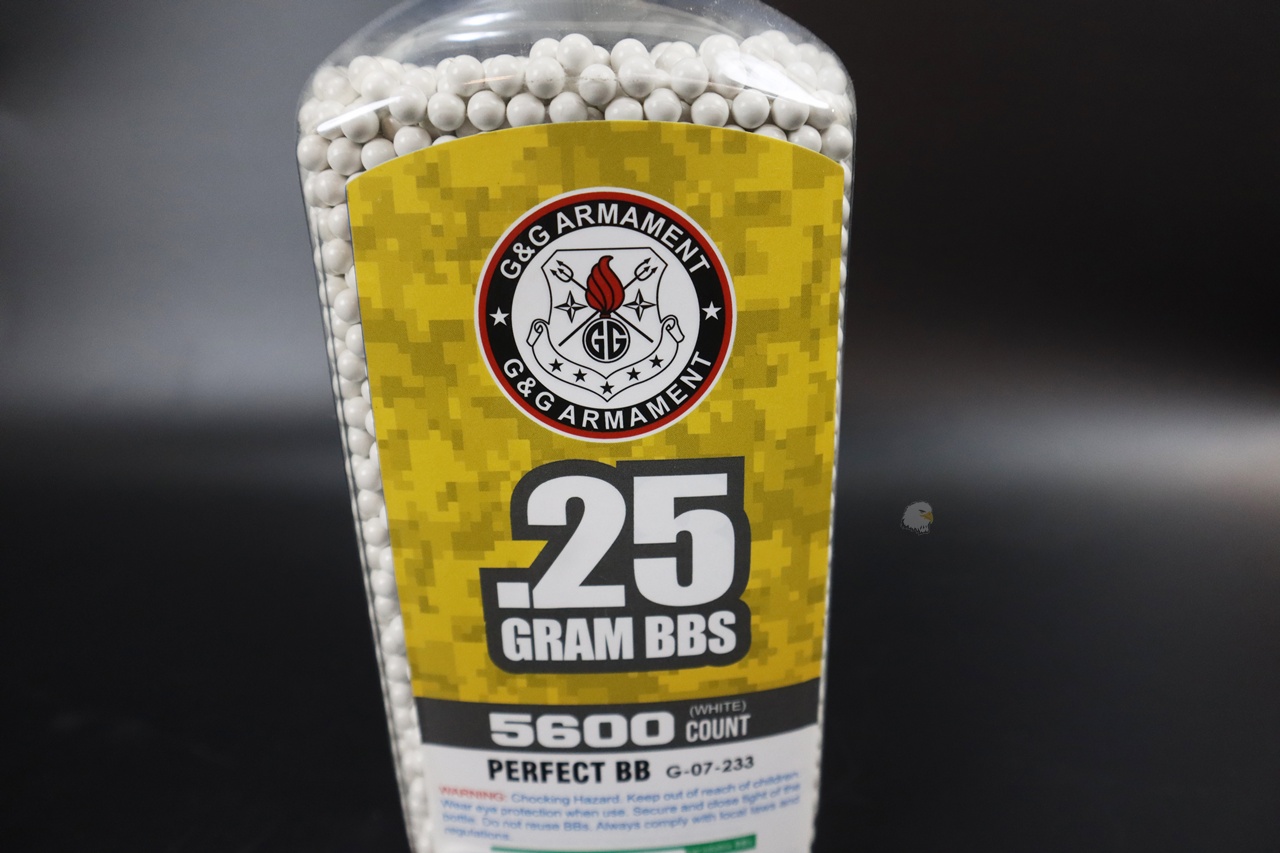 G&G ARMAMENT
GG
G&G ARMAMENT
.25
GRAM BBS
5600 (WHITE) COUNT
PERFECT BB G-07-233
WARNING: Chocking Hazard. Keep out of reach of children.
Wear eye protection when use. Secure and close tight of the
bottle. Do not reuse BBs. Always comply with local laws and
regulations.